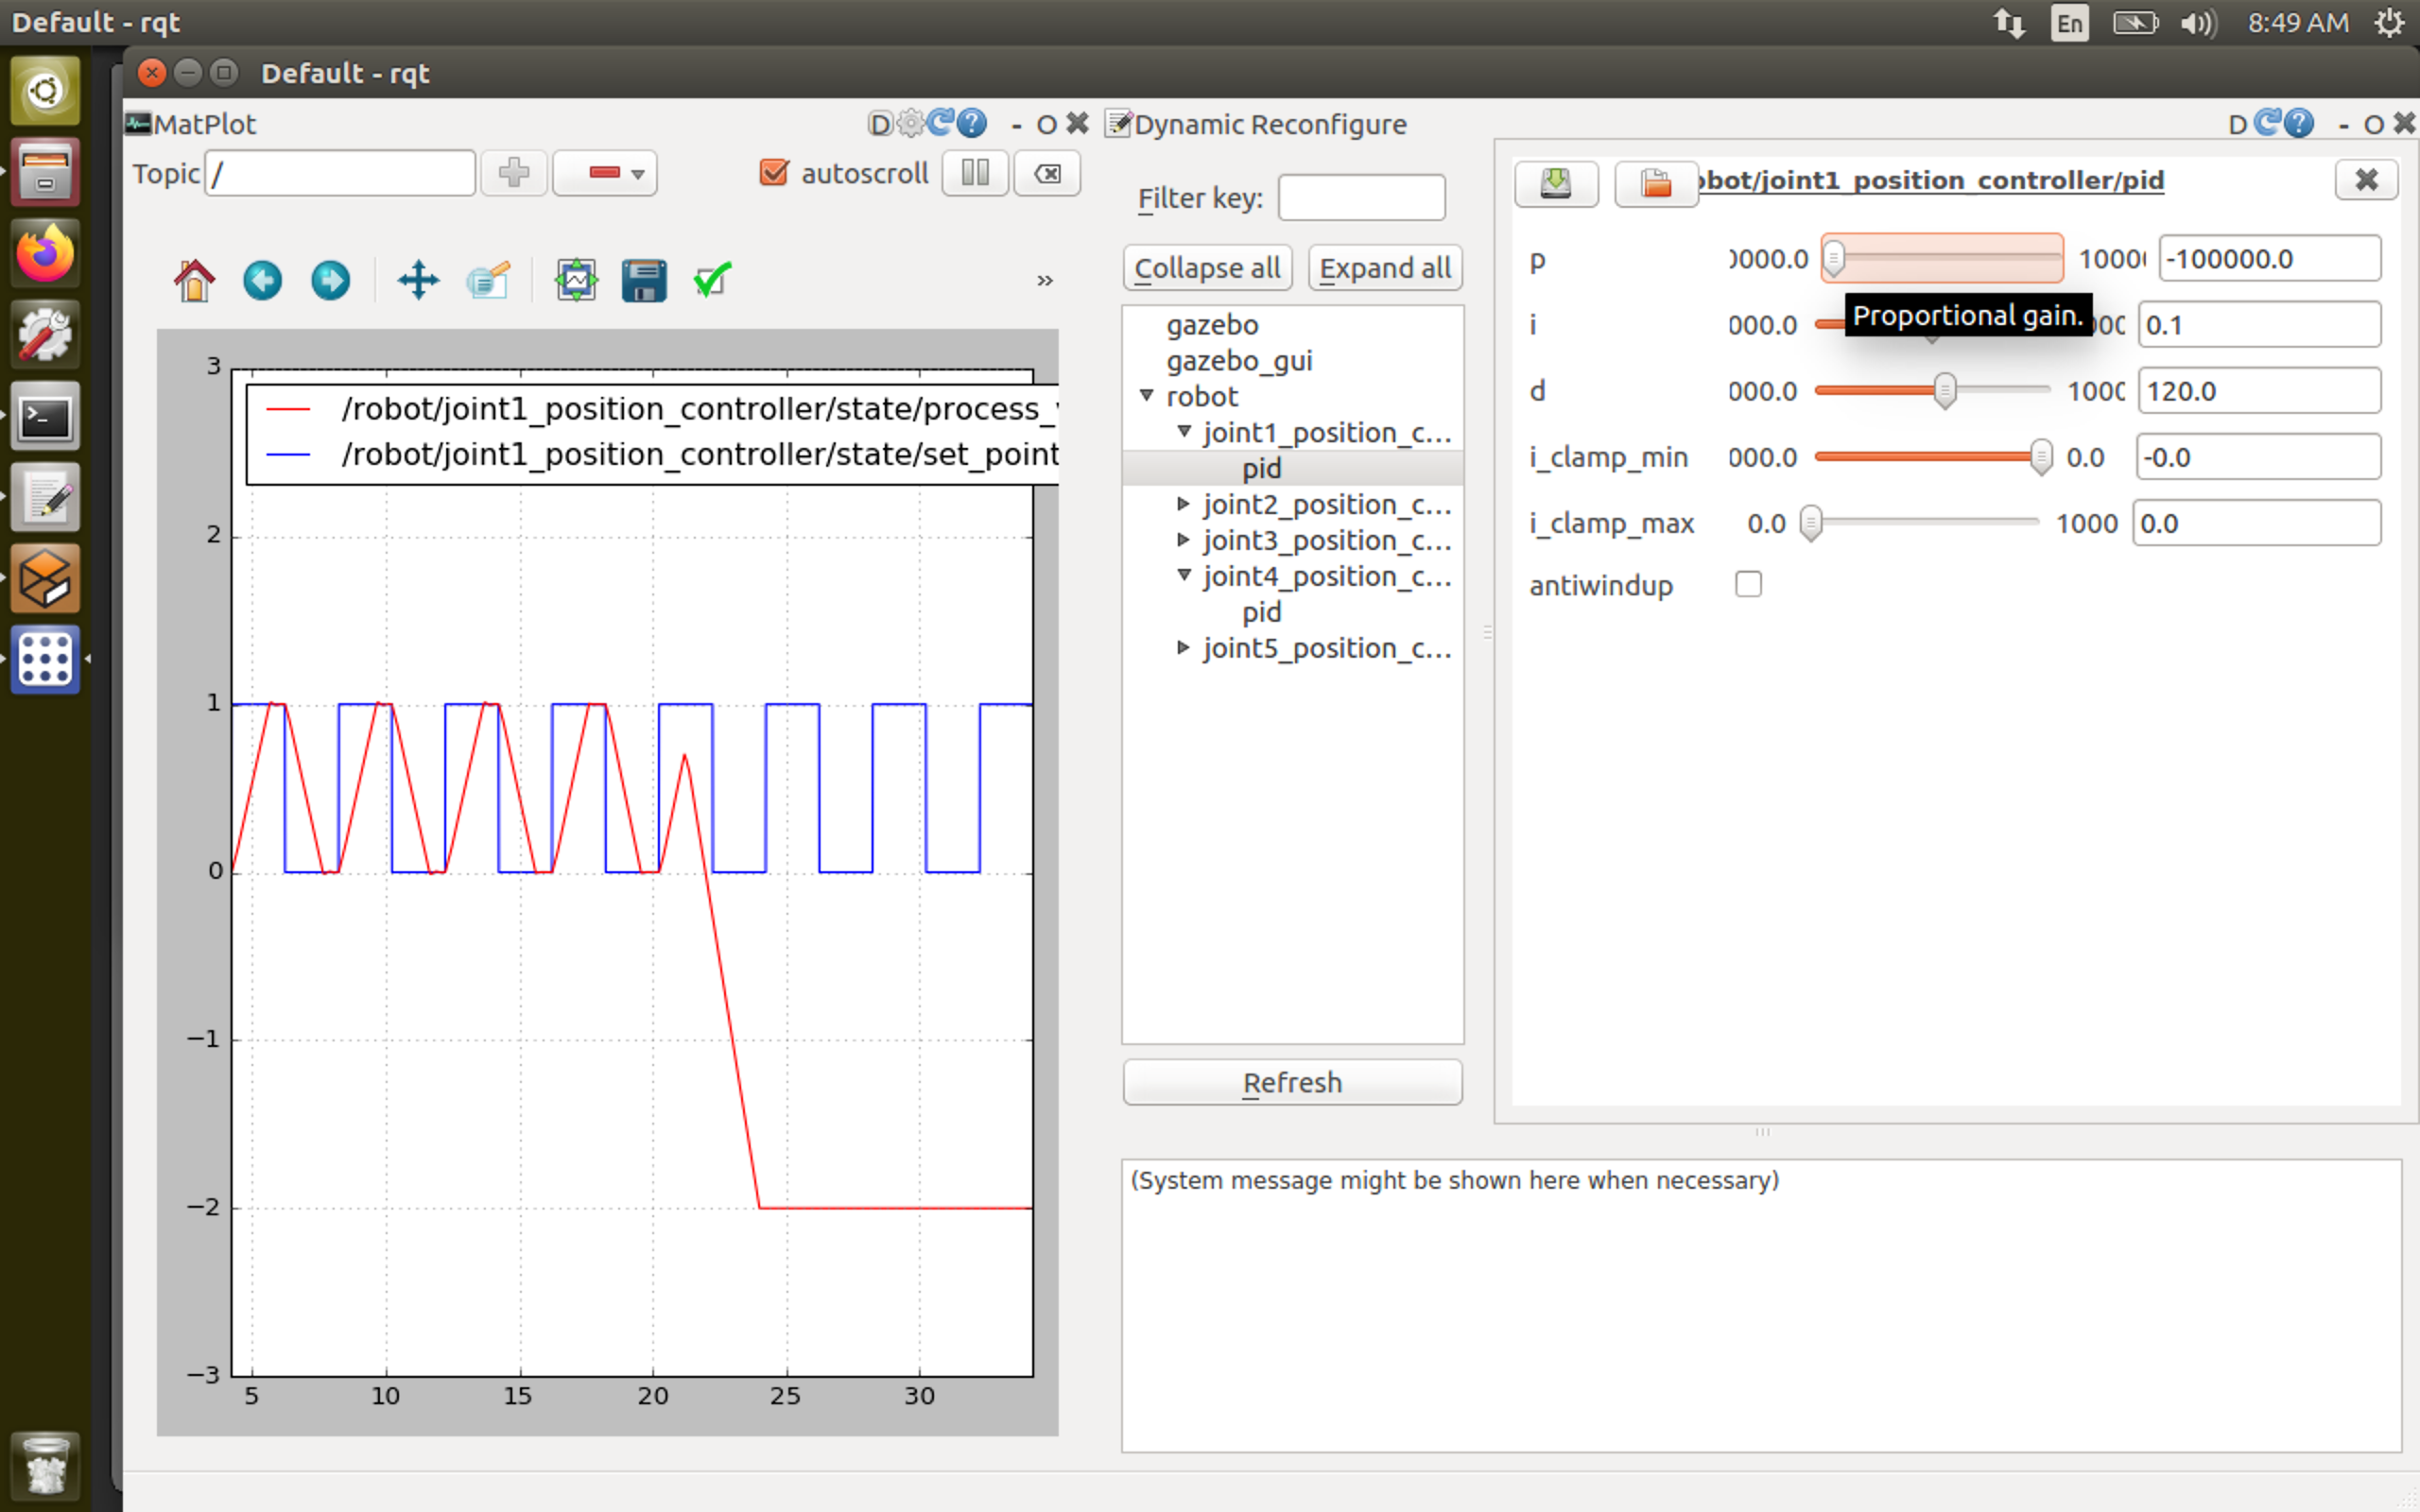 Default - rqt
En
8:49 AM
Default - rqt
MatPlot
D
- O
Topic /
autoscroll
»
3
2
1
0
−1
−2
−3
5 10 15 20 25 30
/robot/joint1_position_controller/state/process_
/robot/joint1_position_controller/state/set_point
Dynamic Reconfigure
D
- O
Filter key:
Collapse all Expand all
gazebo
gazebo_gui
robot
joint1_position_c...
pid
joint2_position_c...
joint3_position_c...
joint4_position_c...
pid
joint5_position_c...
Refresh
obot/joint1_position_controller/pid
p 0000.0 1000 -100000.0
Proportional gain.
i 000.0 00 0.1
d 000.0 1000 120.0
i_clamp_min 000.0 0.0 -0.0
i_clamp_max 0.0 1000 0.0
antiwindup
(System message might be shown here when necessary)